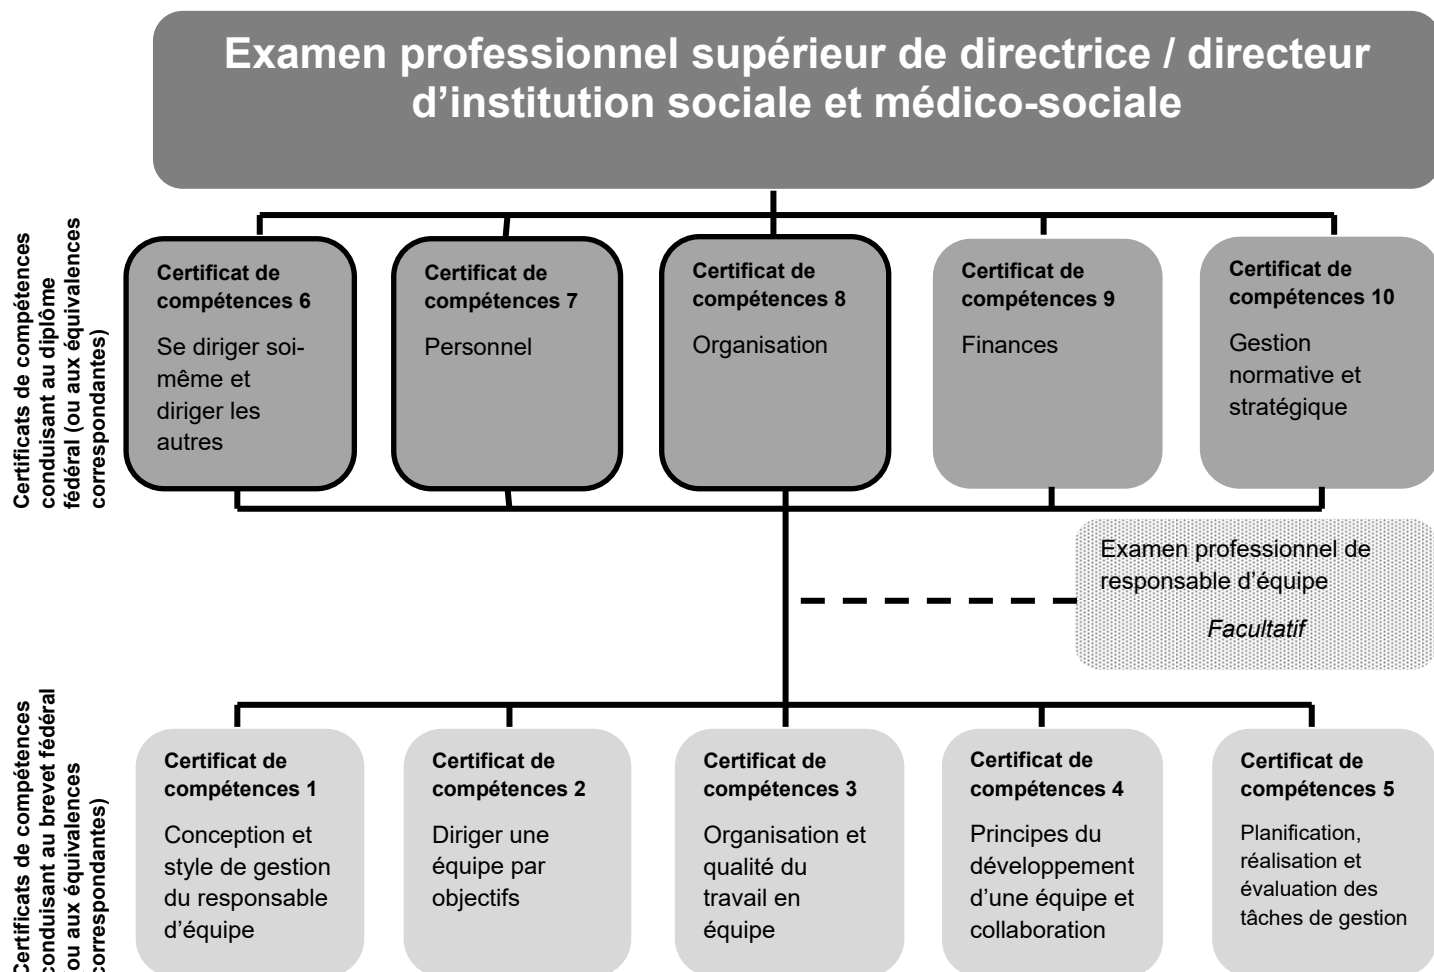 Examen professionnel supérieur de directrice / directeur
d’institution sociale et médico-sociale
Certificats de compétences
conduisant au diplôme
fédéral (ou aux équivalences
correspondantes)
Certificat de
compétences 6
Se diriger soi-
même et
diriger les
autres
Certificat de
compétences 7
Personnel
Certificat de
compétences 8
Organisation
Certificat de
compétences 9
Finances
Certificat de
compétences 10
Gestion
normative et
stratégique
Examen professionnel de
responsable d’équipe
Facultatif
Certificats de compétences
conduisant au brevet fédéral
(ou aux équivalences
correspondantes)
Certificat de
compétences 1
Conception et
style de gestion
du responsable
d’équipe
Certificat de
compétences 2
Diriger une
équipe par
objectifs
Certificat de
compétences 3
Organisation et
qualité du
travail en
équipe
Certificat de
compétences 4
Principes du
développement
d’une équipe et
collaboration
Certificat de
compétences 5
Planification,
réalisation et
évaluation des
tâches de gestion